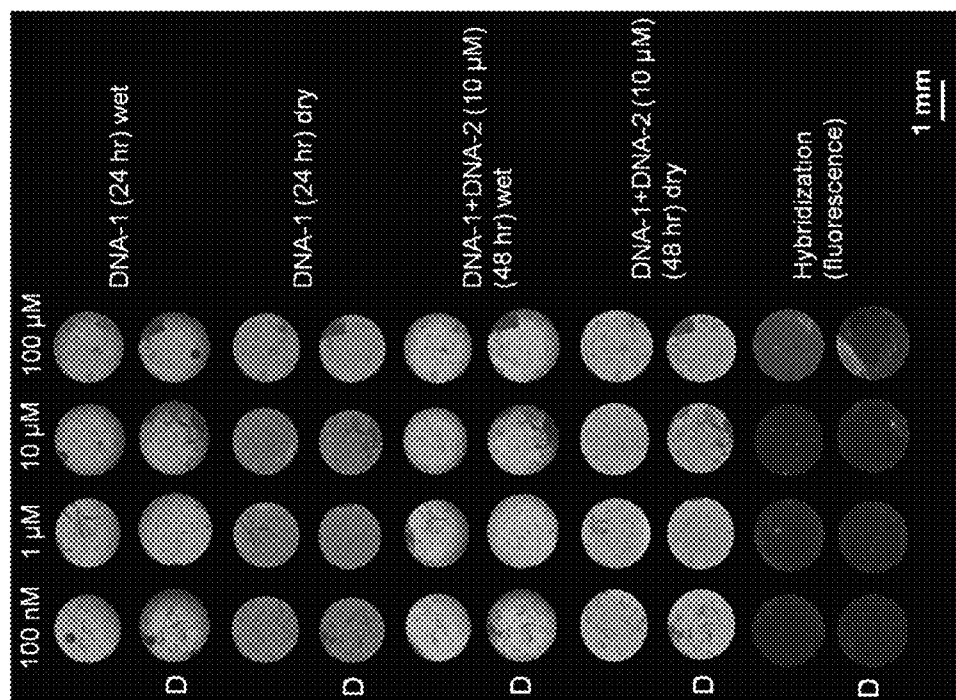 100 nM
1 µM
10 µM
100 µM
DNA-1 (24 hr) wet
D
DNA-1 (24 hr) dry
D
DNA-1+DNA-2 (10 µM)
(48 hr) wet
D
DNA-1+DNA-2 (10 µM)
(48 hr) dry
D
Hybridization
(fluorescence)
D
1 mm